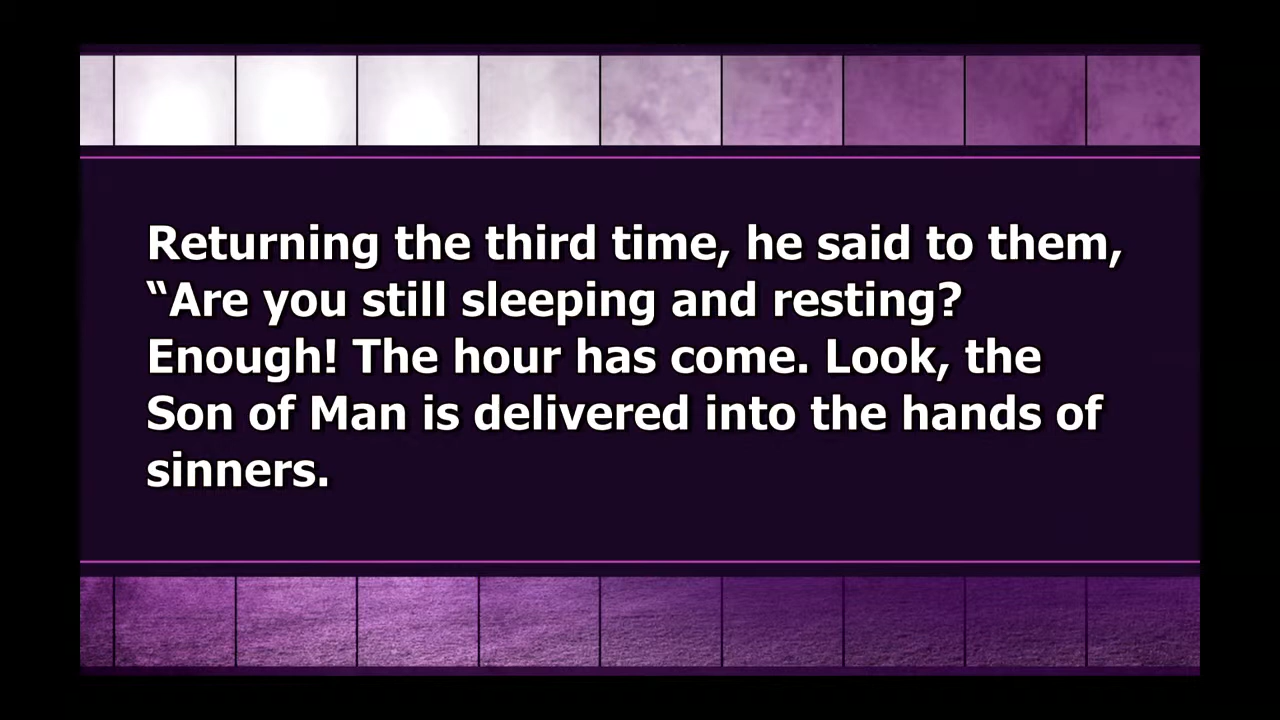 Returning the third time, he said to them,
“Are you still sleeping and resting?
Enough! The hour has come. Look, the
Son of Man is delivered into the hands of
sinners.